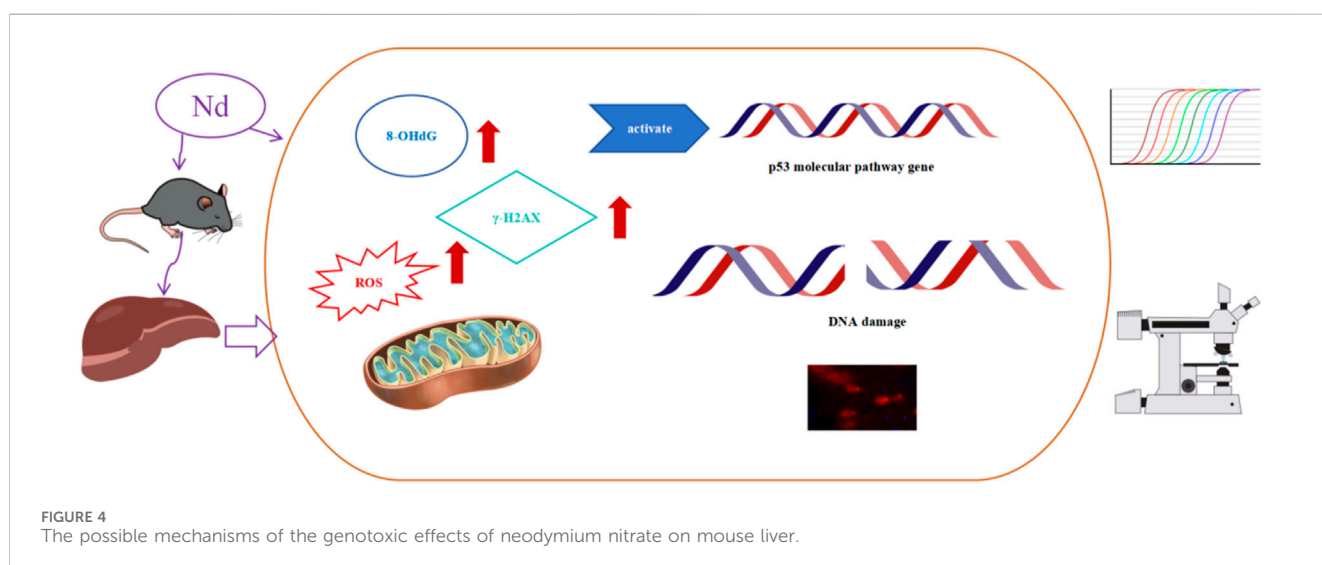 Nd
8-OHdG
activate
p53 molecular pathway gene
γ-H2AX
ROS
DNA damage
FIGURE 4
The possible mechanisms of the genotoxic effects of neodymium nitrate on mouse liver.